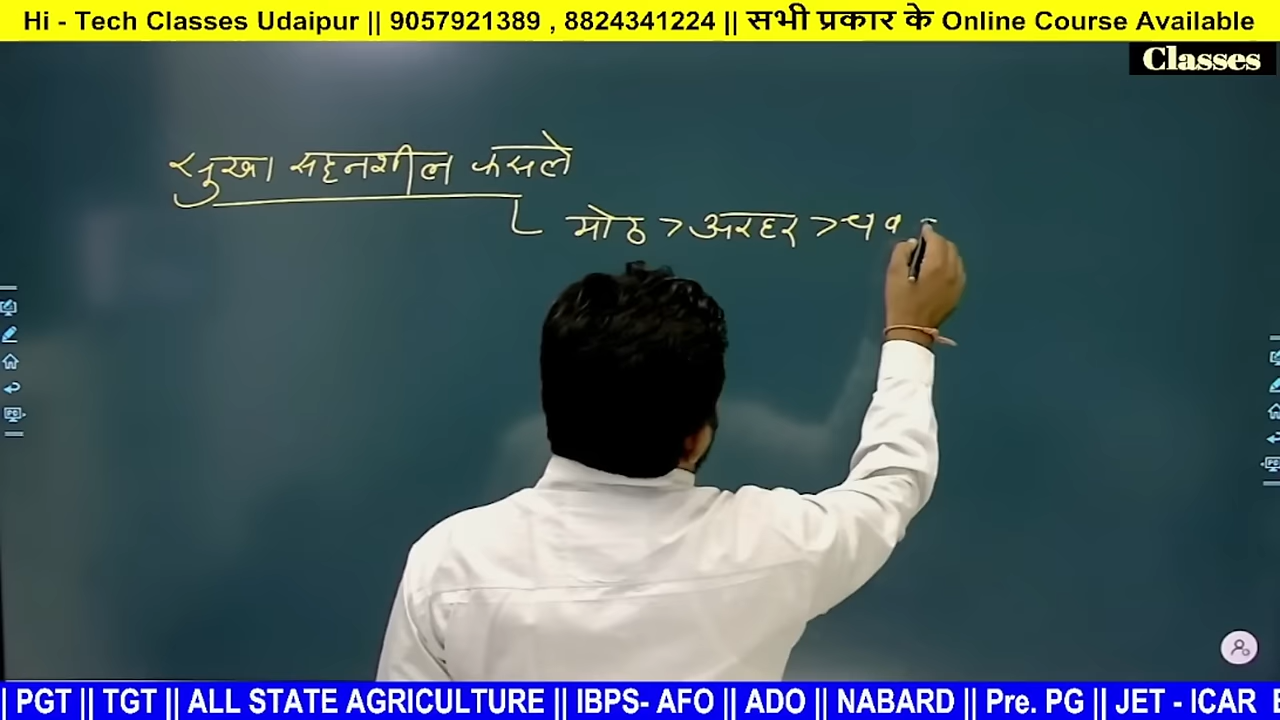 Hi - Tech Classes Udaipur || 9057921389 , 8824341224 || सभी प्रकार के Online Course Available
Classes
सुखा सहनशील फसले
मोठ > अरहर >
|| PGT || TGT || ALL STATE AGRICULTURE || IBPS- AFO || ADO || NABARD || Pre. PG || JET - ICAR